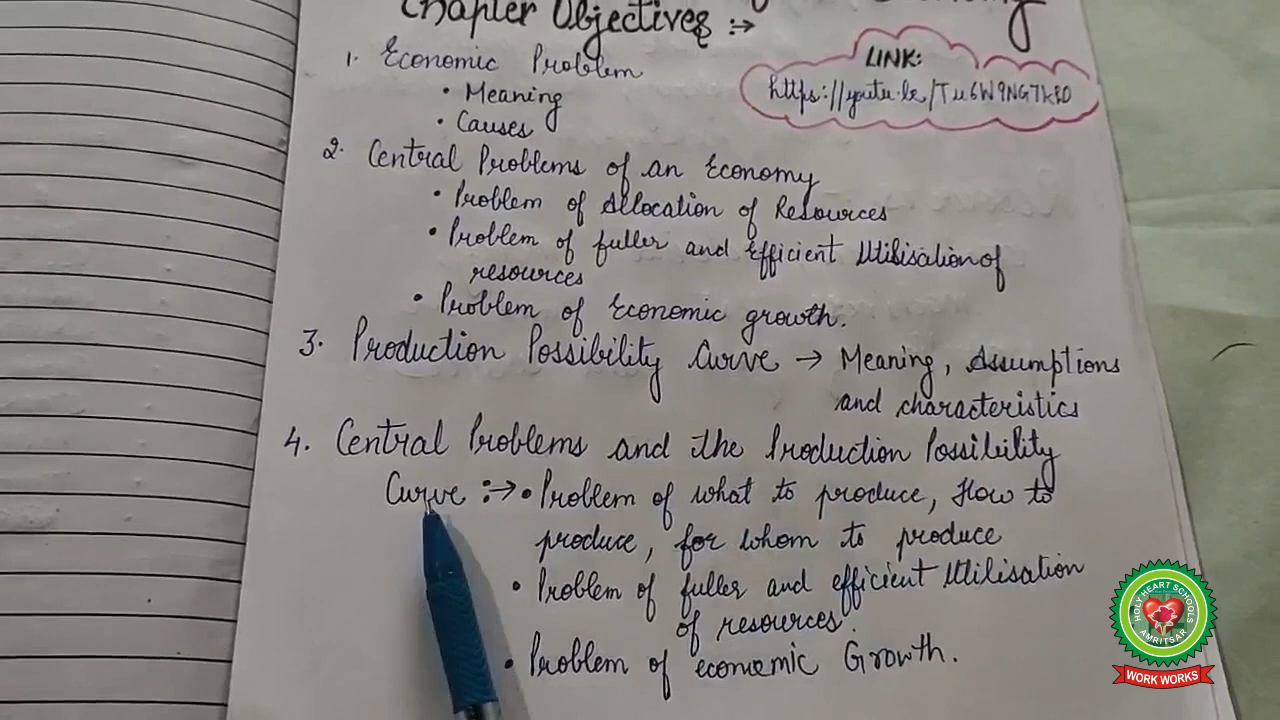 Chapter Objectives :→
1. Economic Problem
• Meaning
• Causes
LINK:
2. Central Problems of an Economy
• Problem of Allocation of Resources
• Problem of fuller and Efficient Utilisation of
resources
• Problem of Economic growth.
3. Production Possibility Curve → Meaning, Assumptions
and characteristics
4. Central Problems and the Production Possibility
Curve :→ • Problem of what to produce, How to
produce, for whom to produce
• Problem of fuller and efficient Utilisation
of resources.
• Problem of economic Growth.
HOLY HEART SCHOOLS
AMRITSAR
WORK WORKS